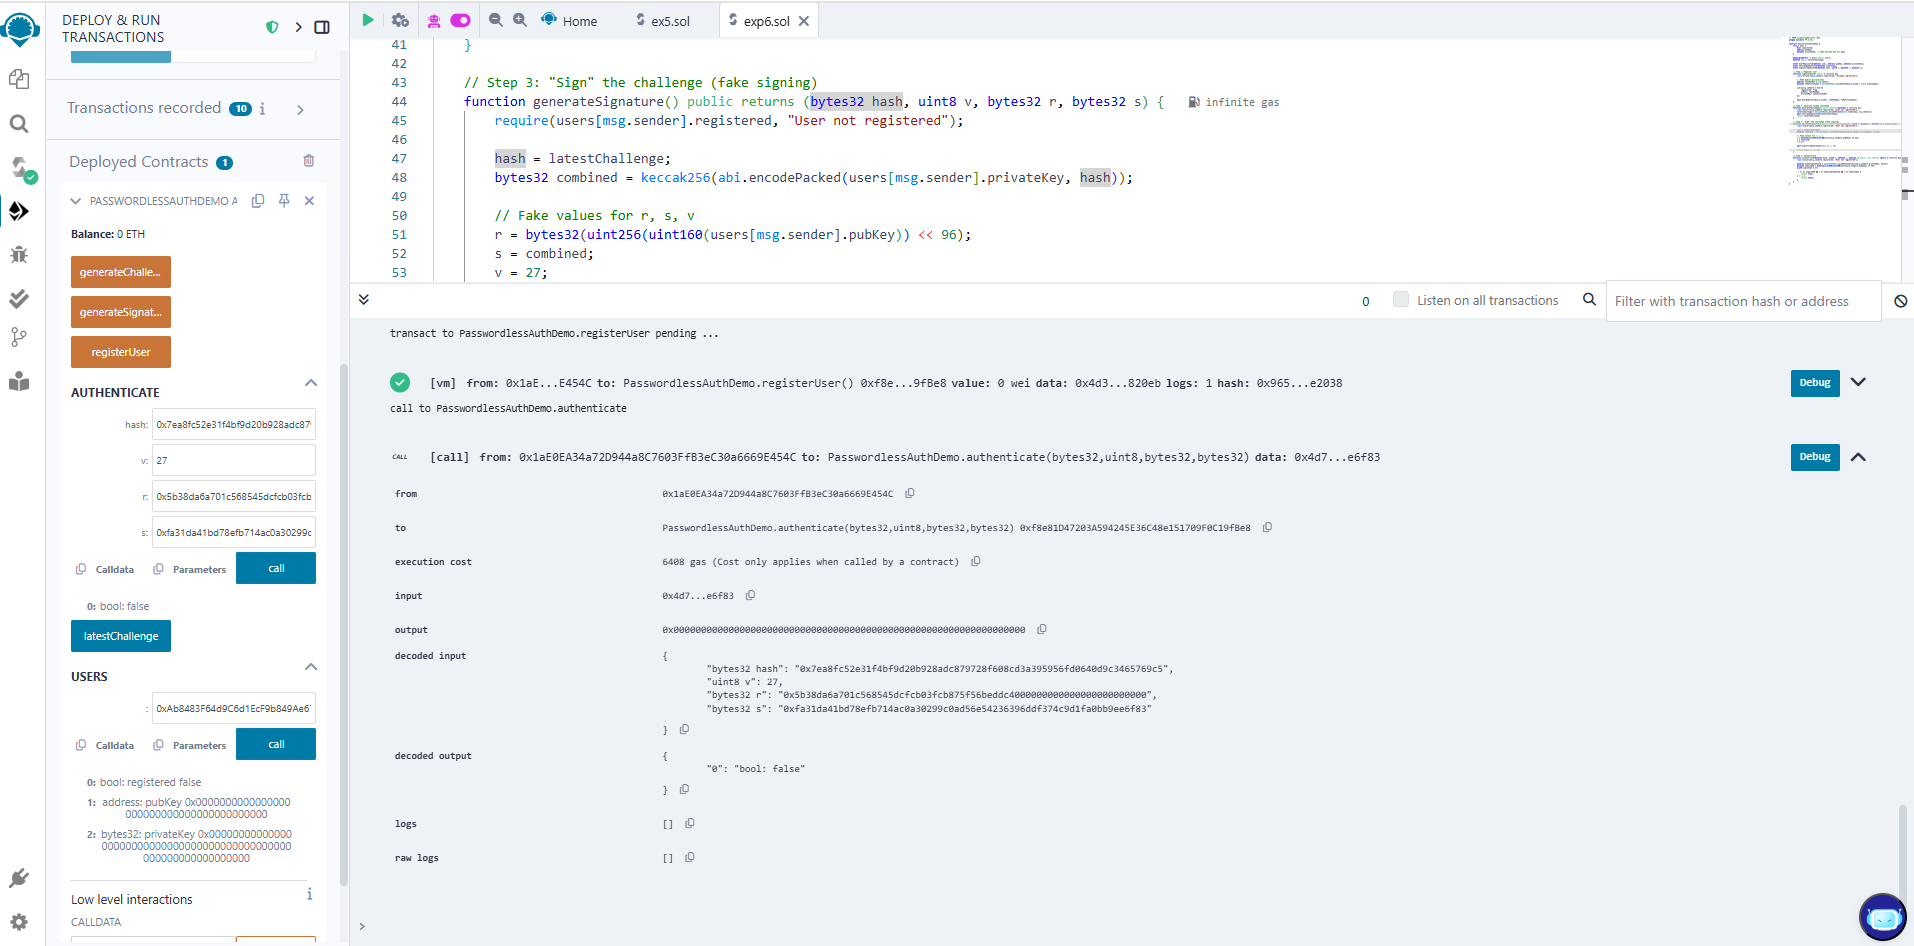 DEPLOY & RUN
TRANSACTIONS
Transactions recorded 10 i
Deployed Contracts 1
PASSWORDLESSAUTHDEMO A
Balance: 0 ETH
generateChalle...
generateSignat...
registerUser
AUTHENTICATE
hash: 0x7ea8fc52e31f4bf9d20b928adc87
v: 27
r: 0x5b38da6a701c568545dcfcb03fcb
s: 0xfa31da41bd78efb714ac0a30299c
Calldata Parameters call
0: bool: false
latestChallenge
USERS
: 0xAb8483F64d9C6d1EcF9b849Ae6
Calldata Parameters call
0: bool: registered false
1: address: pubKey 0x0000000000000000
000000000000000000000000
2: bytes32: privateKey 0x00000000000000
Low level interactions i
CALLDATA
Home
ex5.sol
exp6.sol
41 }
42
43 // Step 3: "Sign" the challenge (fake signing)
44 function generateSignature() public returns (bytes32 hash, uint8 v, bytes32 r, bytes32 s) { infinite gas
45 require(users[msg.sender].registered, "User not registered");
46
47 hash = latestChallenge;
48 bytes32 combined = keccak256(abi.encodePacked(users[msg.sender].privateKey, hash));
49
50 // Fake values for r, s, v
51 r = bytes32(uint256(uint160(users[msg.sender].pubKey)) << 96);
52 s = combined;
53 v = 27;
0 Listen on all transactions Filter with transaction hash or address
transact to PasswordlessAuthDemo.registerUser pending ...
[vm] from: 0x1aE...E454C to: PasswordlessAuthDemo.registerUser() 0xf8e...9fBe8 value: 0 wei data: 0x4d3...820eb logs: 1 hash: 0x965...e2038 Debug
call to PasswordlessAuthDemo.authenticate
CALL [call] from: 0x1aE0EA34a72D944a8C7603FfB3eC30a6669E454C to: PasswordlessAuthDemo.authenticate(bytes32,uint8,bytes32,bytes32) data: 0x4d7...e6f83 Debug
from 0x1aE0EA34a72D944a8C7603FfB3eC30a6669E454C
to PasswordlessAuthDemo.authenticate(bytes32,uint8,bytes32,bytes32) 0xf8e81D47203A594245E36C48e151709F0C19fBe8
execution cost 6408 gas (Cost only applies when called by a contract)
input 0x4d7...e6f83
output 0x0000000000000000000000000000000000000000000000000000000000000000
decoded input {
"bytes32 hash": "0x7ea8fc52e31f4bf9d20b928adc879728f608cd3a395956fd0640d9c3465769c5",
"uint8 v": 27,
"bytes32 r": "0x5b38da6a701c568545dcfcb03fcb875f56beddc4000000000000000000000000",
"bytes32 s": "0xfa31da41bd78efb714ac0a30299c0ad56e54236396ddf374c9d1fa0bb9ee6f83"
}
decoded output {
"0": "bool: false"
}
logs []
raw logs []
>